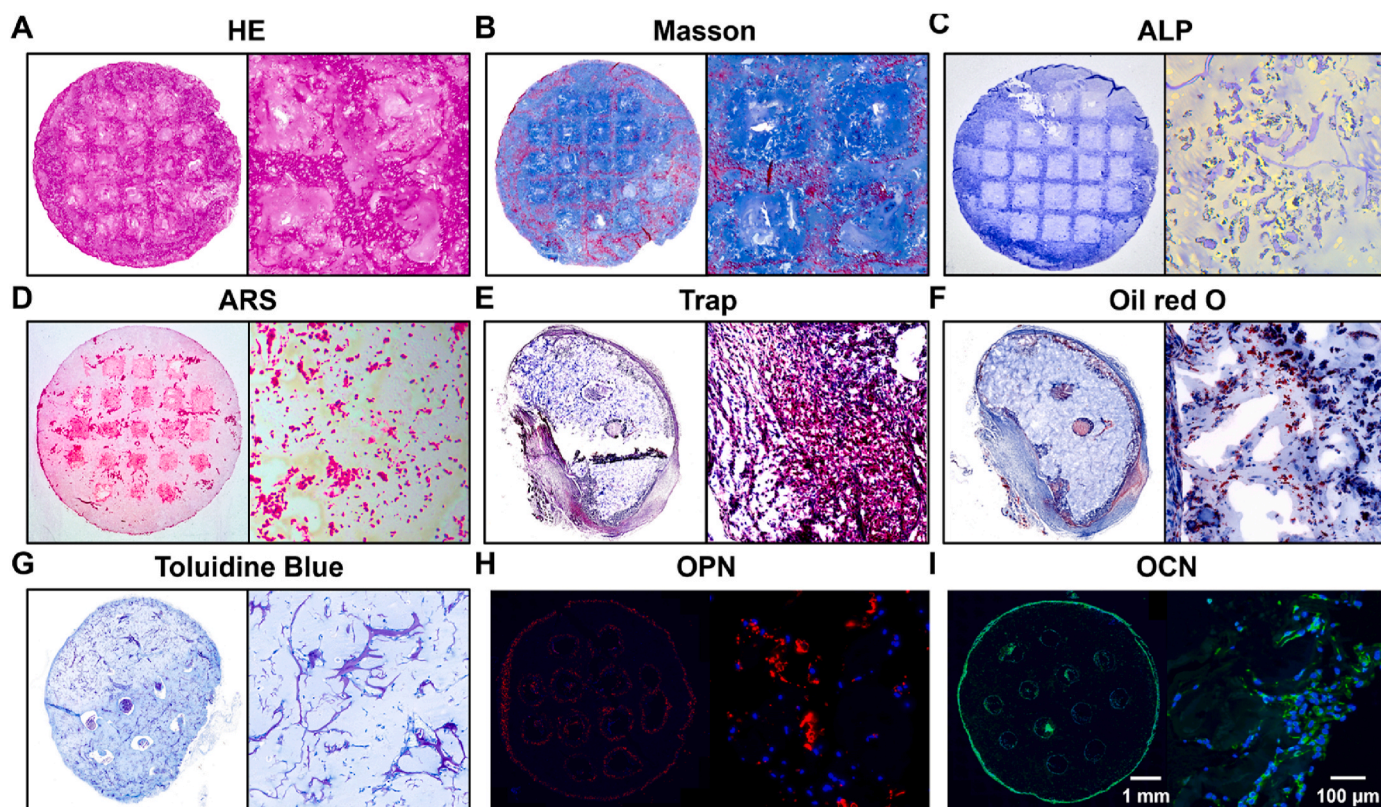 A HE
B Masson
C ALP
D ARS
E Trap
F Oil red O
G Toluidine Blue
H OPN
I OCN
1 mm 100 μm